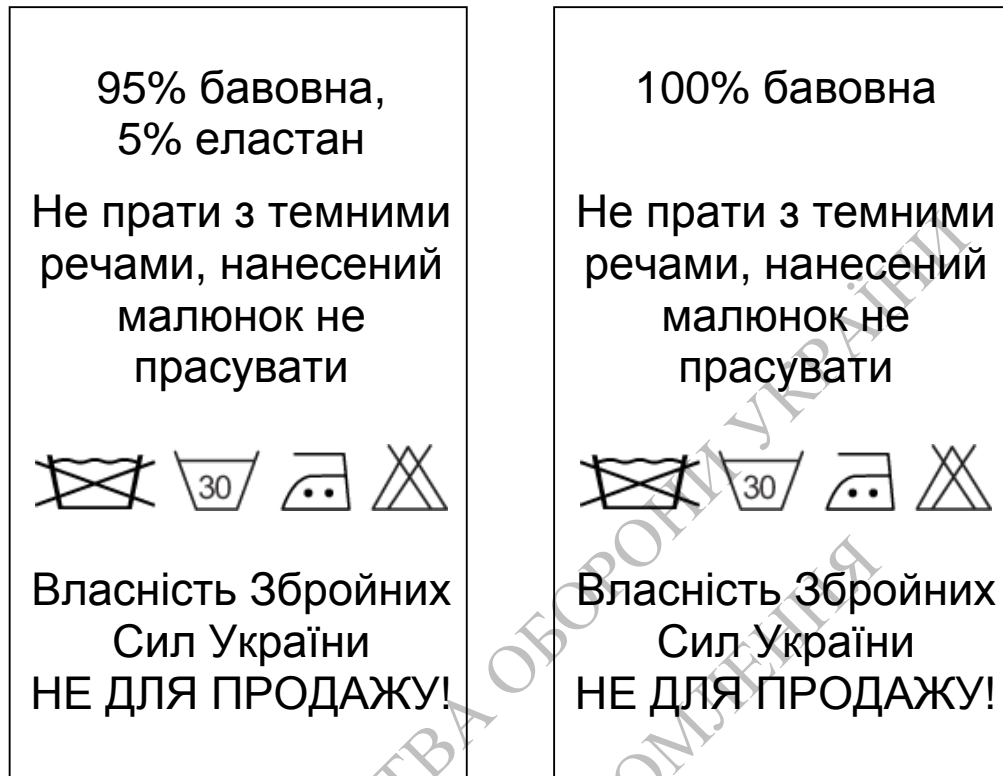 95% бавовна,
5% еластан
Не прати з темними
речами, нанесений
малюнок не
прасувати
30
Власність Збройних
Сил України
НЕ ДЛЯ ПРОДАЖУ!
100% бавовна
Не прати з темними
речами, нанесений
малюнок не
прасувати
30
Власність Збройних
Сил України
НЕ ДЛЯ ПРОДАЖУ!
ОБОРОНИ УКРАЇНИ